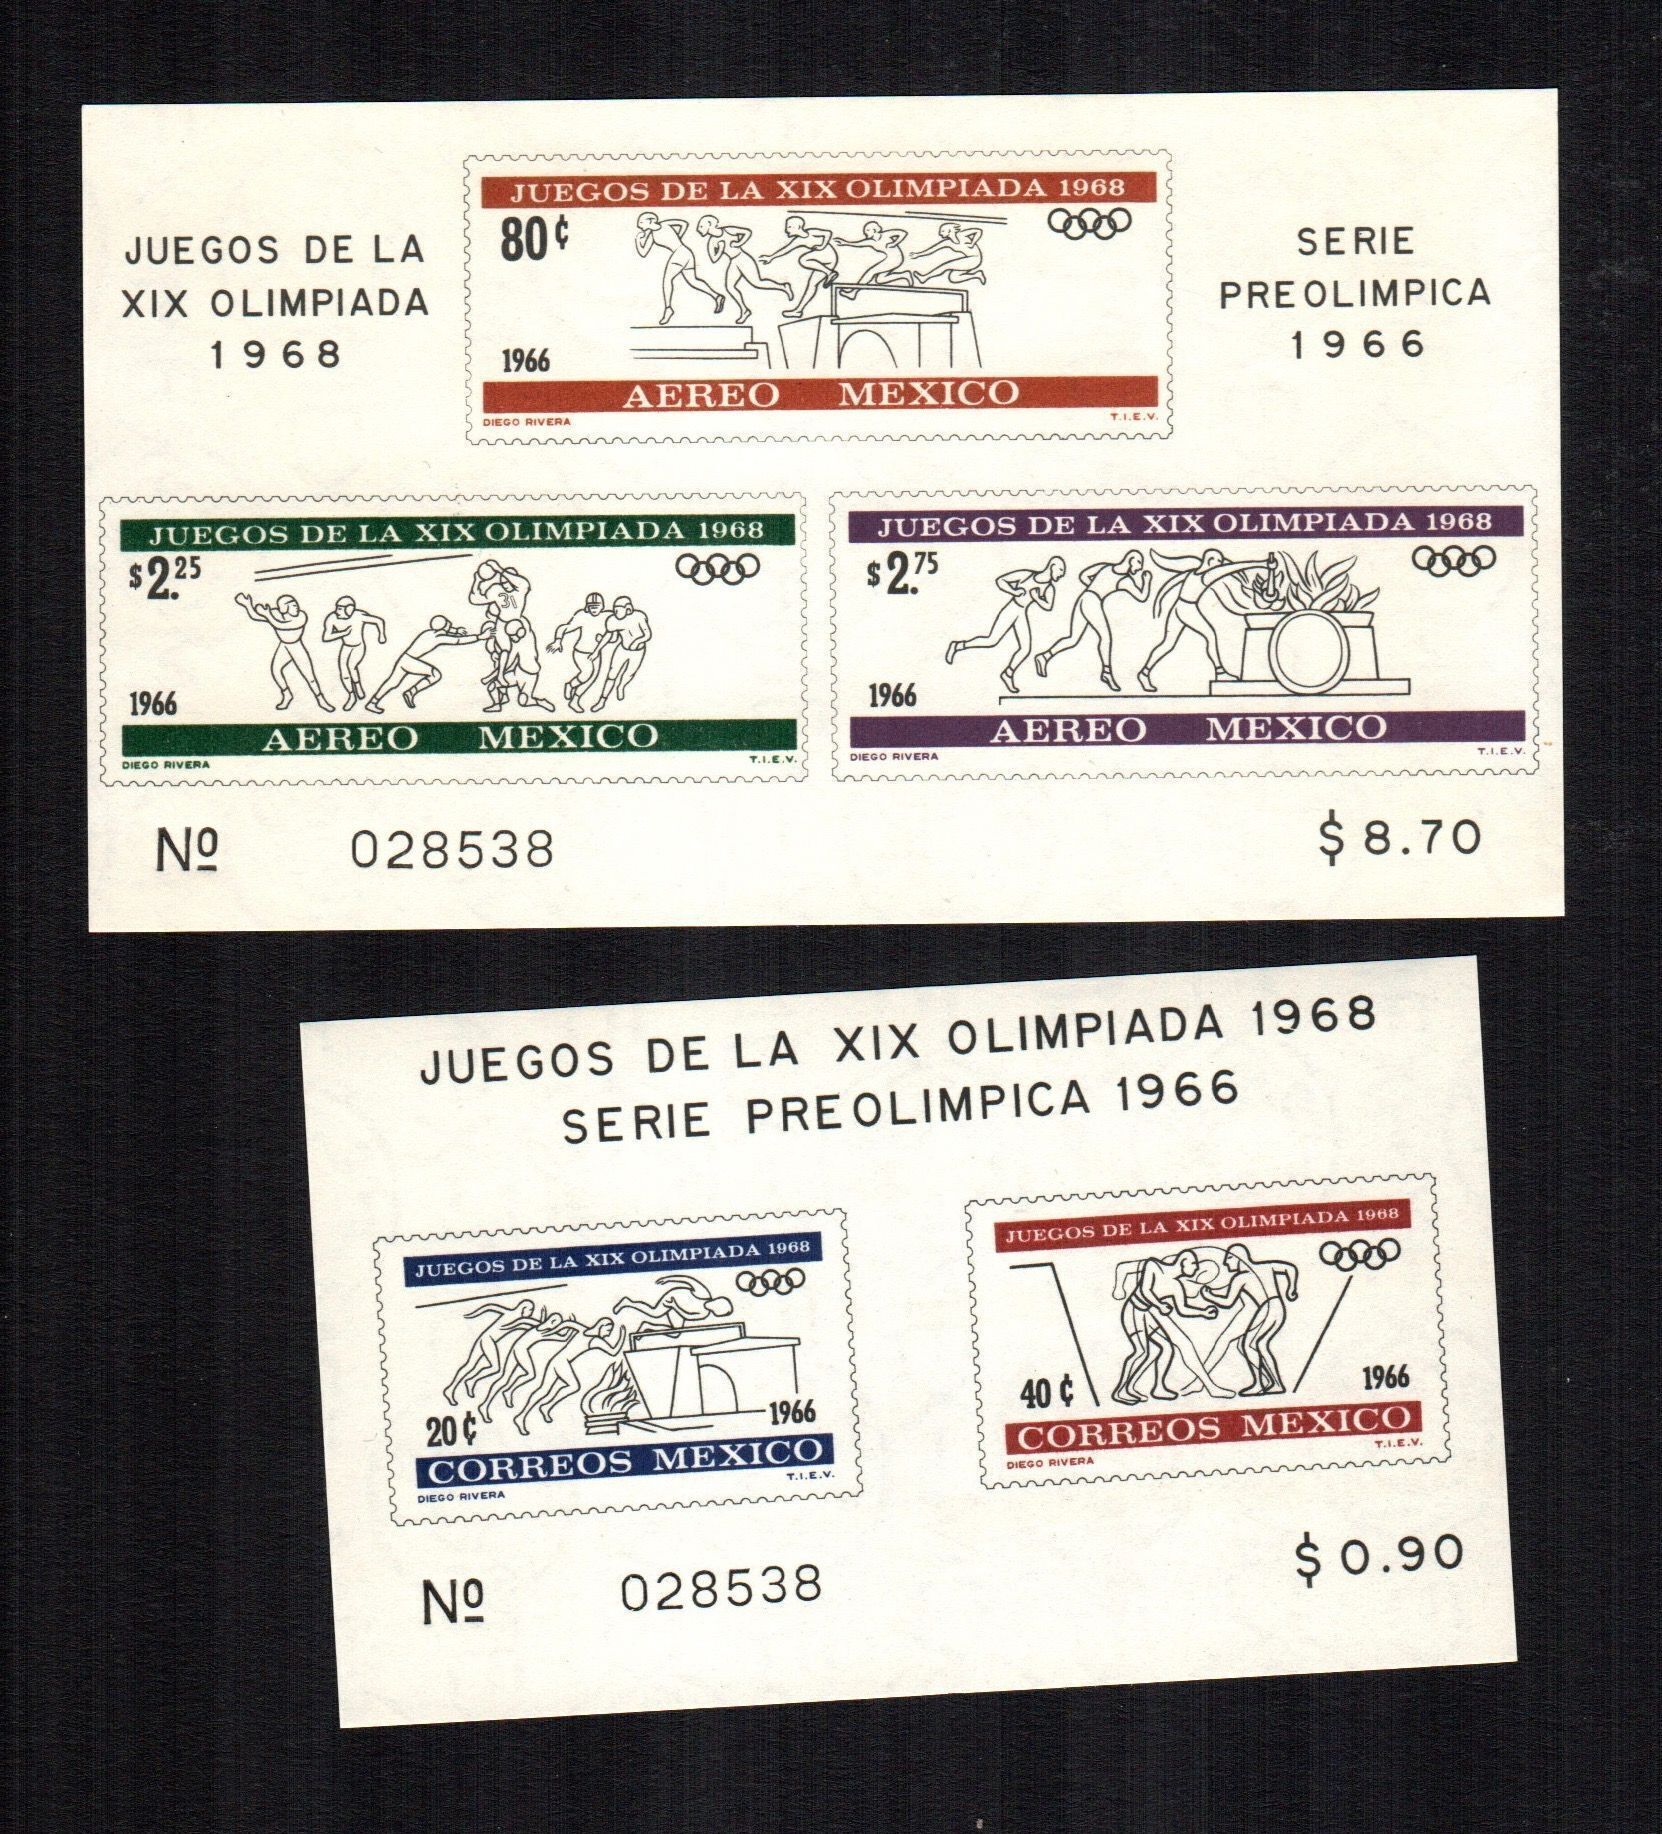 JUEGOS DE LA
XIX OLIMPIADA
1968
JUEGOS DE LA XIX OLIMPIADA 1968
80¢
1966
AEREO MEXICO
DIEGO RIVERA T.I.E.V.
SERIE
PREOLIMPICA
1966
JUEGOS DE LA XIX OLIMPIADA 1968
$2.25
31
1966
AEREO MEXICO
DIEGO RIVERA T.I.E.V.
JUEGOS DE LA XIX OLIMPIADA 1968
$2.75
1966
AEREO MEXICO
DIEGO RIVERA T.I.E.V.
Nº 028538 $8.70
JUEGOS DE LA XIX OLIMPIADA 1968
SERIE PREOLIMPICA 1966
JUEGOS DE LA XIX OLIMPIADA 1968
20¢ 1966
CORREOS MEXICO
DIEGO RIVERA T.I.E.V.
JUEGOS DE LA XIX OLIMPIADA 1968
40¢ 1966
CORREOS MEXICO
DIEGO RIVERA T.I.E.V.
Nº 028538 $0.90